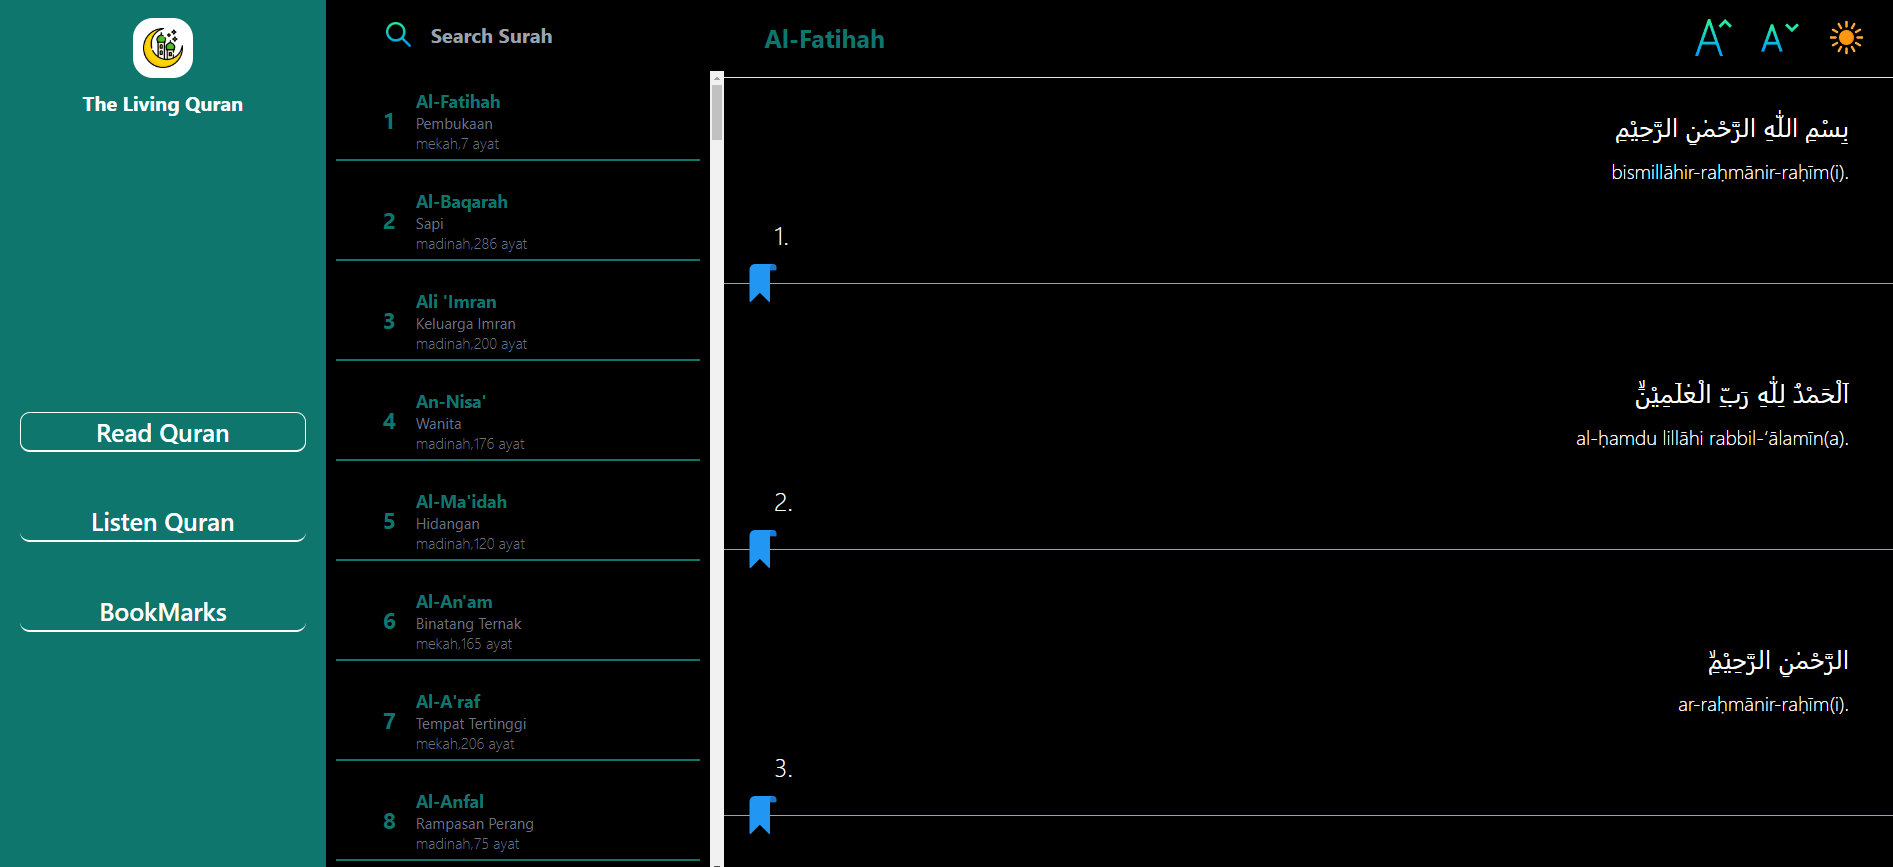 The Living Quran
Read Quran
Listen Quran
BookMarks
Search Surah
1
Al-Fatihah
Pembukaan
mekah,7 ayat
2
Al-Baqarah
Sapi
madinah,286 ayat
3
Ali 'Imran
Keluarga Imran
madinah,200 ayat
4
An-Nisa'
Wanita
madinah,176 ayat
5
Al-Ma'idah
Hidangan
madinah,120 ayat
6
Al-An'am
Binatang Ternak
mekah,165 ayat
7
Al-A'raf
Tempat Tertinggi
mekah,206 ayat
8
Al-Anfal
Rampasan Perang
madinah,75 ayat
Al-Fatihah
A A
بِسْمِ اللّٰهِ الرَّحْمٰنِ الرَّحِيْمِ
bismillāhir-raḥmānir-raḥīm(i).
1.
اَلْحَمْدُ لِلّٰهِ رَبِّ الْعٰلَمِيْنَۙ
al-ḥamdu lillāhi rabbil-‘ālamīn(a).
2.
الرَّحْمٰنِ الرَّحِيْمِۙ
ar-raḥmānir-raḥīm(i).
3.